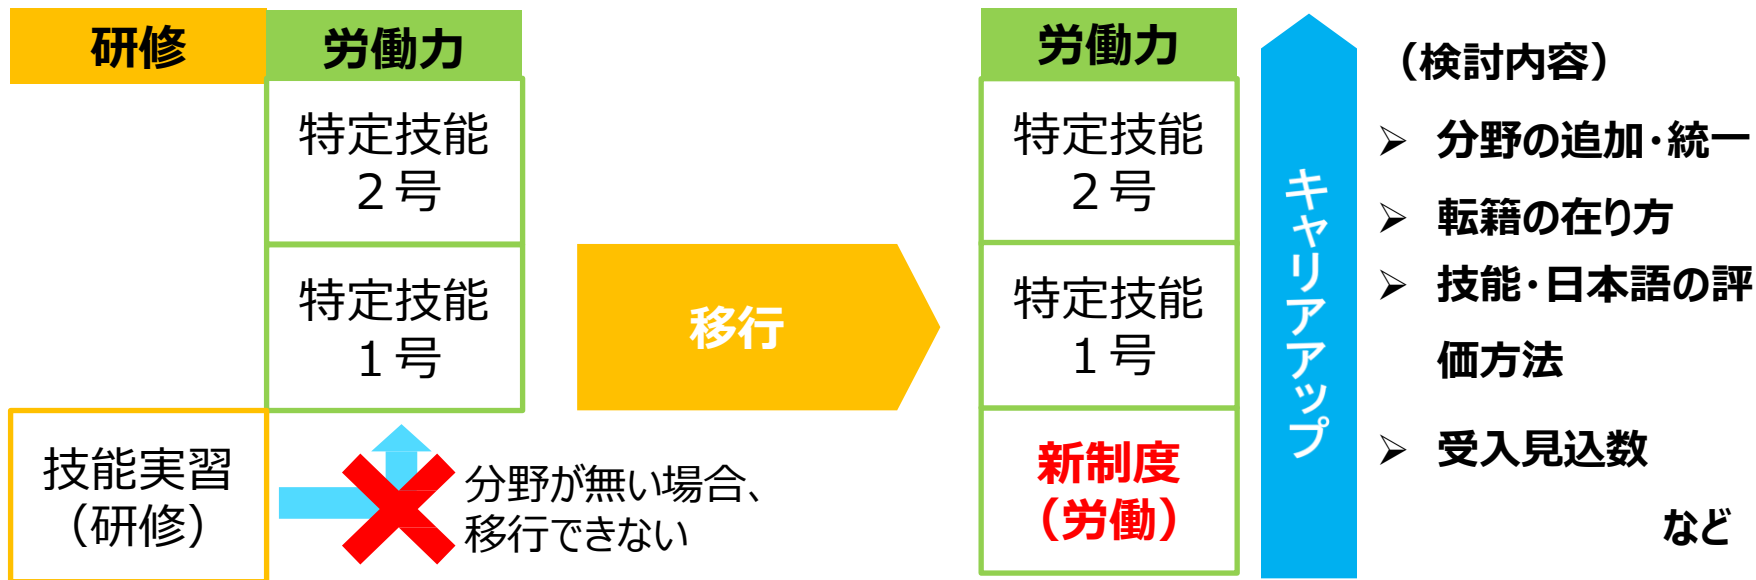 研修
労働力
特定技能
２号
特定技能
１号
技能実習
（研修）
分野が無い場合、
移行できない
移行
労働力
特定技能
２号
特定技能
１号
新制度
（労働）
キャリアアップ
（検討内容）
➢ 分野の追加・統一
➢ 転籍の在り方
➢ 技能・日本語の評
価方法
➢ 受入見込数
など